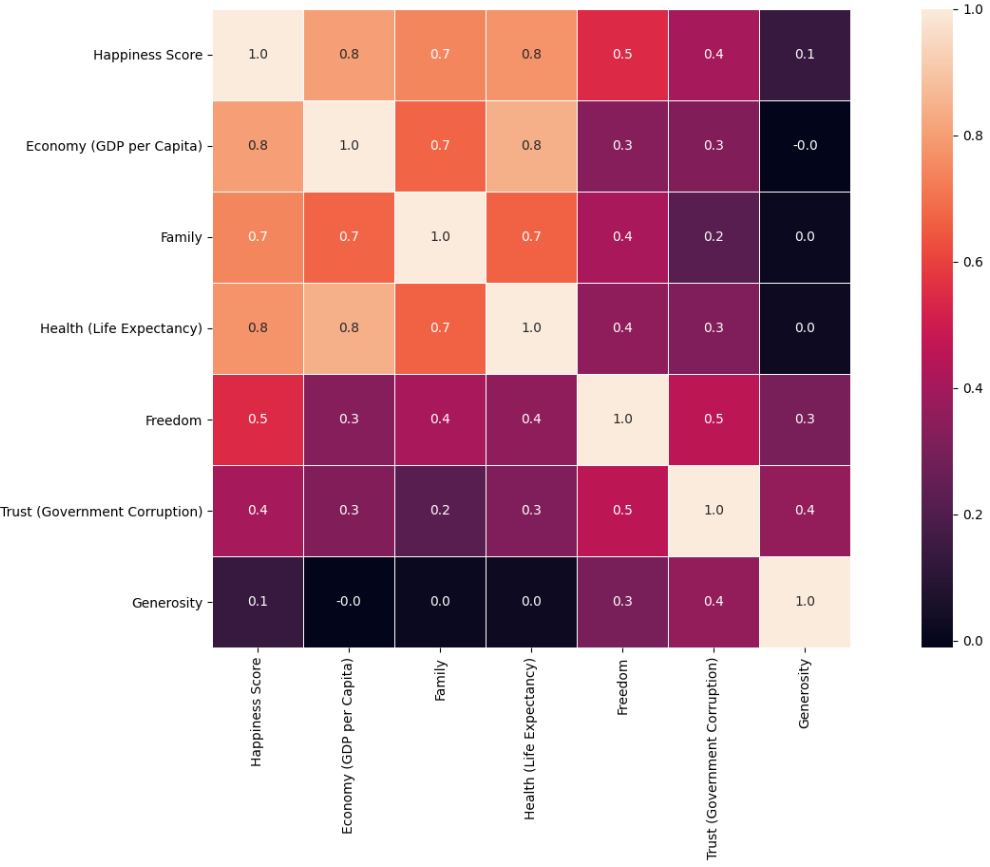 Happiness Score 1.0 0.8 0.7 0.8 0.5 0.4 0.1
Economy (GDP per Capita) 0.8 1.0 0.7 0.8 0.3 0.3 -0.0
Family 0.7 0.7 1.0 0.7 0.4 0.2 0.0
Health (Life Expectancy) 0.8 0.8 0.7 1.0 0.4 0.3 0.0
Freedom 0.5 0.3 0.4 0.4 1.0 0.5 0.3
Trust (Government Corruption) 0.4 0.3 0.2 0.3 0.5 1.0 0.4
Generosity 0.1 -0.0 0.0 0.0 0.3 0.4 1.0
Happiness Score
Economy (GDP per Capita)
Family
Health (Life Expectancy)
Freedom
Trust (Government Corruption)
Generosity
1.0
0.8
0.6
0.4
0.2
0.0